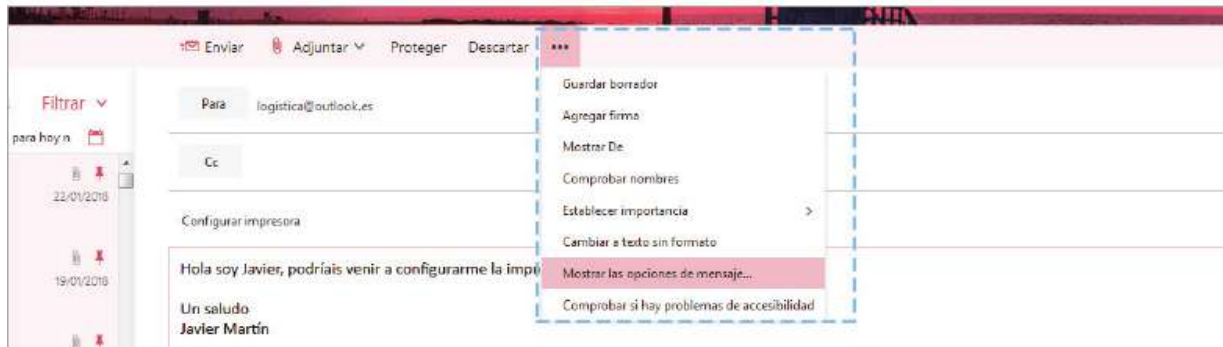 Enviar Adjuntar Proteger Descartar ...
Filtrar
para hoy n
22/01/2018
19/01/2018
Para logistica@outlook.es
Cc
Configurar impresora
Hola soy Javier, podríais venir a configurarme la impr
Un saludo
Javier Martín
Guardar borrador
Agregar firma
Mostrar De
Comprobar nombres
Establecer importancia >
Cambiar a texto sin formato
Mostrar las opciones de mensaje...
Comprobar si hay problemas de accesibilidad